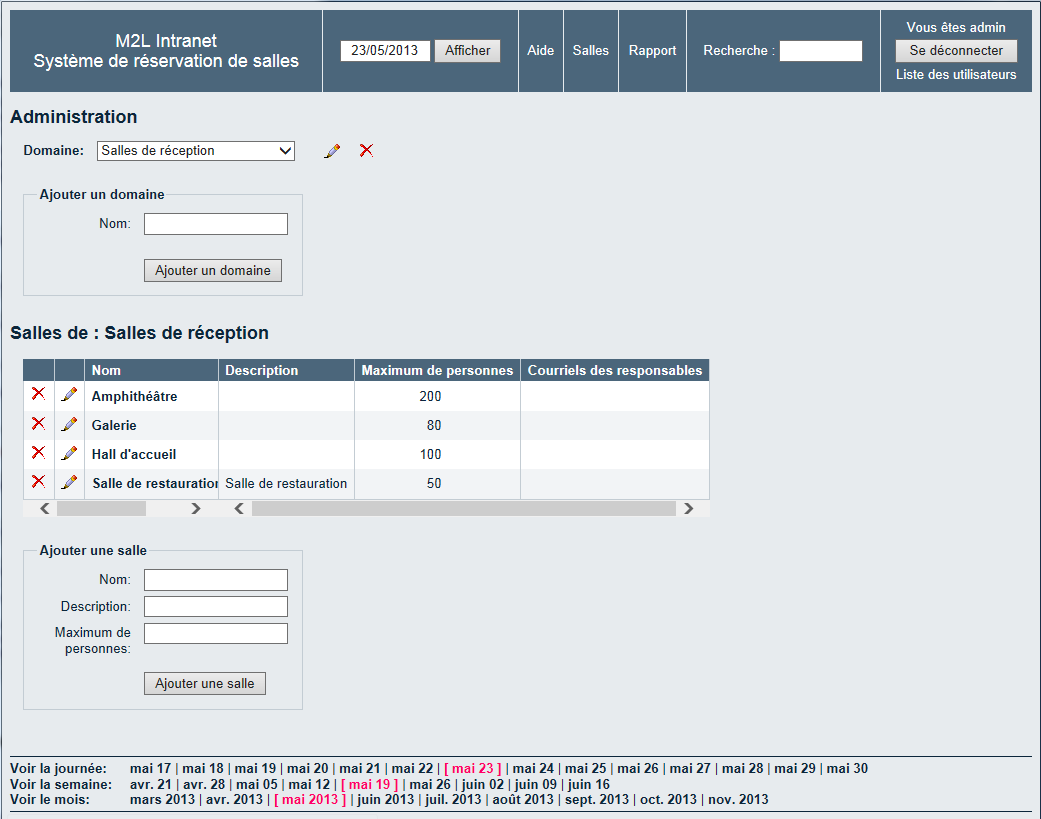 M2L Intranet
Système de réservation de salles
23/05/2013 Afficher
Aide
Salles
Rapport
Recherche :
Vous êtes admin
Se déconnecter
Liste des utilisateurs
Administration
Domaine: Salles de réception
Ajouter un domaine
Nom:
Ajouter un domaine
Salles de : Salles de réception
Nom Description Maximum de personnes Courriels des responsables
Amphithéâtre 200
Galerie 80
Hall d'accueil 100
Salle de restauration Salle de restauration 50
Ajouter une salle
Nom:
Description:
Maximum de
personnes:
Ajouter une salle
Voir la journée: mai 17 | mai 18 | mai 19 | mai 20 | mai 21 | mai 22 | [ mai 23 ] | mai 24 | mai 25 | mai 26 | mai 27 | mai 28 | mai 29 | mai 30
Voir la semaine: avr. 21 | avr. 28 | mai 05 | mai 12 | [ mai 19 ] | mai 26 | juin 02 | juin 09 | juin 16
Voir le mois: mars 2013 | avr. 2013 | [ mai 2013 ] | juin 2013 | juil. 2013 | août 2013 | sept. 2013 | oct. 2013 | nov. 2013